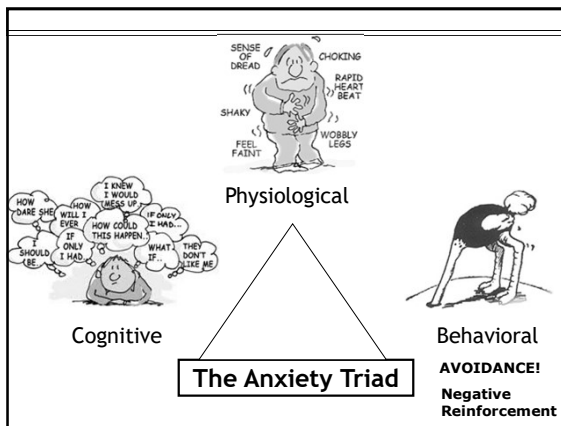 SENSE
OF
DREAD
CHOKING
RAPID
HEART
BEAT
SHAKY
FEEL
FAINT
WOBBLY
LEGS
Physiological
HOW
DARE SHE
HOW
WILL I
EVER
I KNEW
I WOULD
MESS UP
IF ONLY
I HAD...
HOW COULD
THIS HAPPEN..
I
SHOULD
BE..
IF
ONLY
I HAD.
WHAT
IF..
THEY
DON'T
LIKE ME
Cognitive
Behavioral
AVOIDANCE!
Negative
Reinforcement
The Anxiety Triad